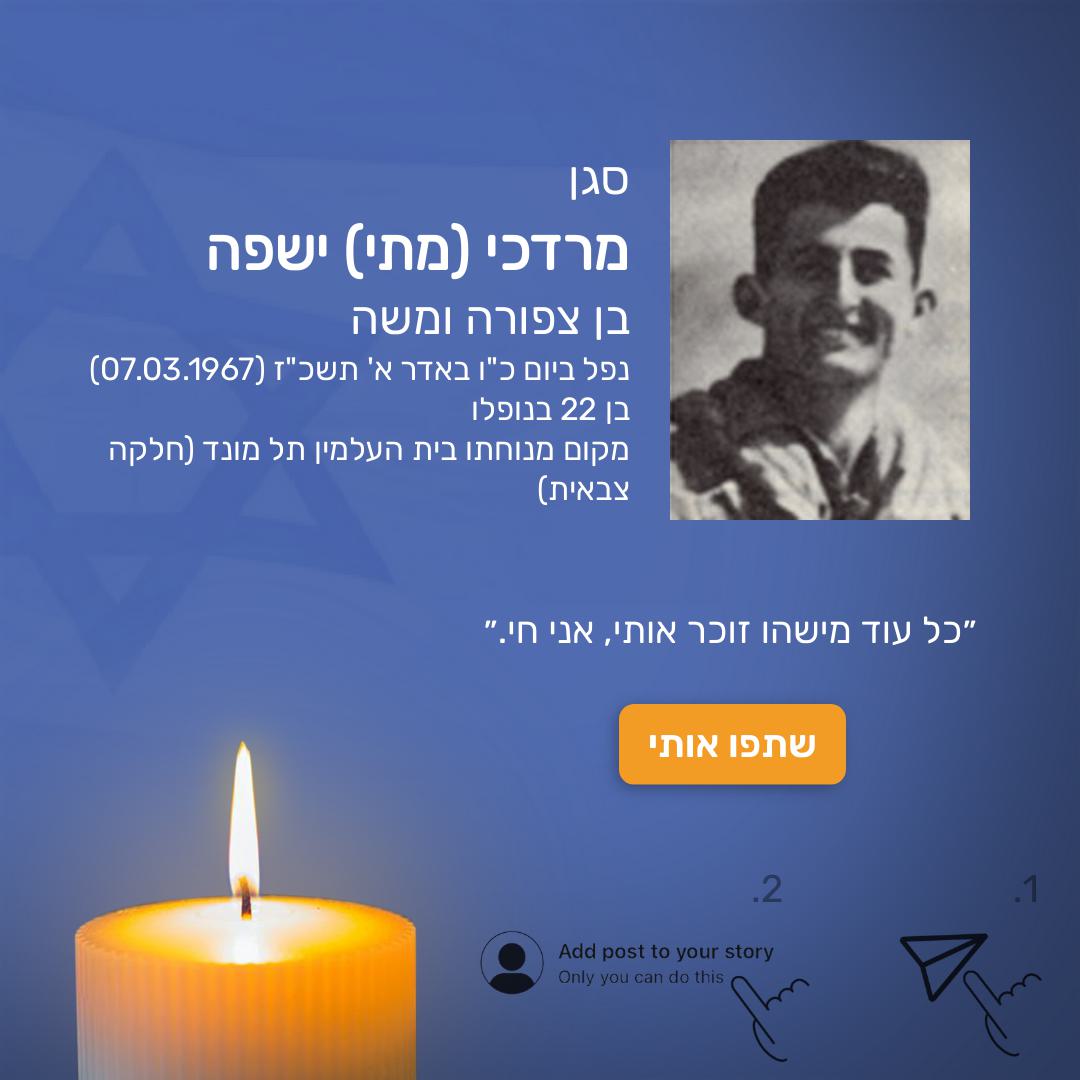 סגן
מרדכי (מתי) ישפה
בן צפורה ומשה
נפל ביום כ"ו באדר א' תשכ"ז (07.03.1967)
בן 22 בנופלו
מקום מנוחתו בית העלמין תל מונד (חלקה
צבאית)
״כל עוד מישהו זוכר אותי, אני חי.״
שתפו אותי
.1
.2
Add post to your story
Only you can do this